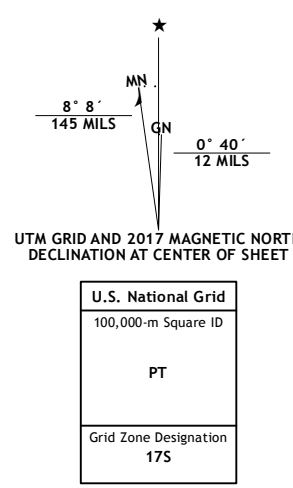 MN
8° 8´
145 MILS
GN
0° 40´
12 MILS
UTM GRID AND 2017 MAGNETIC NORT
DECLINATION AT CENTER OF SHEET
U.S. National Grid
100,000-m Square ID
PT
Grid Zone Designation
17S